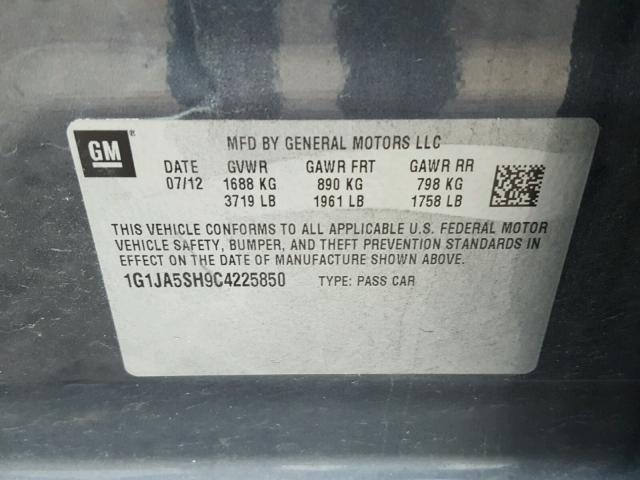 GM ®
MFD BY GENERAL MOTORS LLC
DATE GVWR GAWR FRT GAWR RR
07/12 1688 KG 890 KG 798 KG
3719 LB 1961 LB 1758 LB
THIS VEHICLE CONFORMS TO ALL APPLICABLE U.S. FEDERAL MOTOR
VEHICLE SAFETY, BUMPER, AND THEFT PREVENTION STANDARDS IN
EFFECT ON THE DATE OF MANUFACTURE SHOWN ABOVE.
1G1JA5SH9C4225850 TYPE: PASS CAR